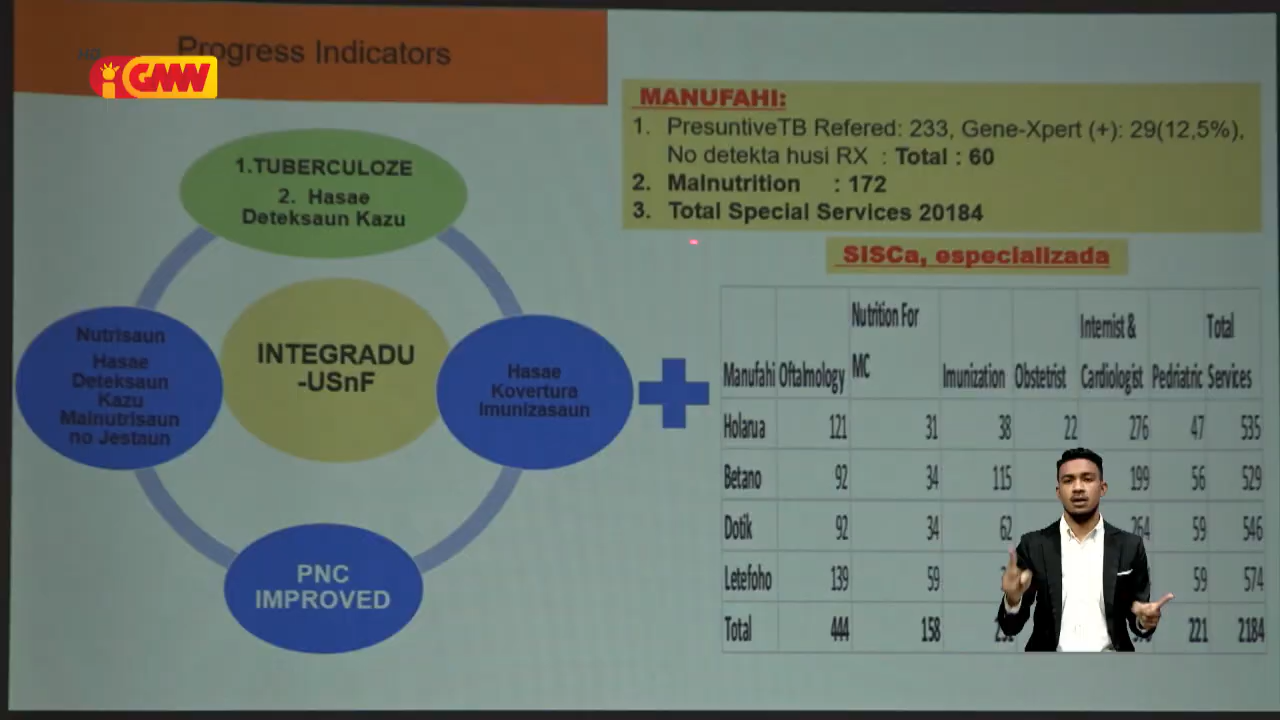 Progress Indicators
HD
GMN
1.TUBERCULOZE
2. Hasae
Deteksaun Kazu
Nutrisaun
Hasae
Deteksaun
Kazu
Malnutrisaun
no Jestaun
INTEGRADU
-USnF
Hasae
Kovertura
Imunizasaun
PNC
IMPROVED
MANUFAHI:
1. PresuntiveTB Refered: 233, Gene-Xpert (+): 29(12,5%),
No detekta husi RX : Total : 60
2. Malnutrition : 172
3. Total Special Services 20184
SISCa, especializada
Manufahi Oftalmology Nutrition For MC Imunization Obstetrist Internist & Cardiologist Pedriatric Total Services
Holarua 121 31 38 22 276 47 535
Betano 92 34 115 199 56 529
Dotik 92 34 62 264 59 546
Letefoho 139 59 59 574
Total 444 158 221 2184